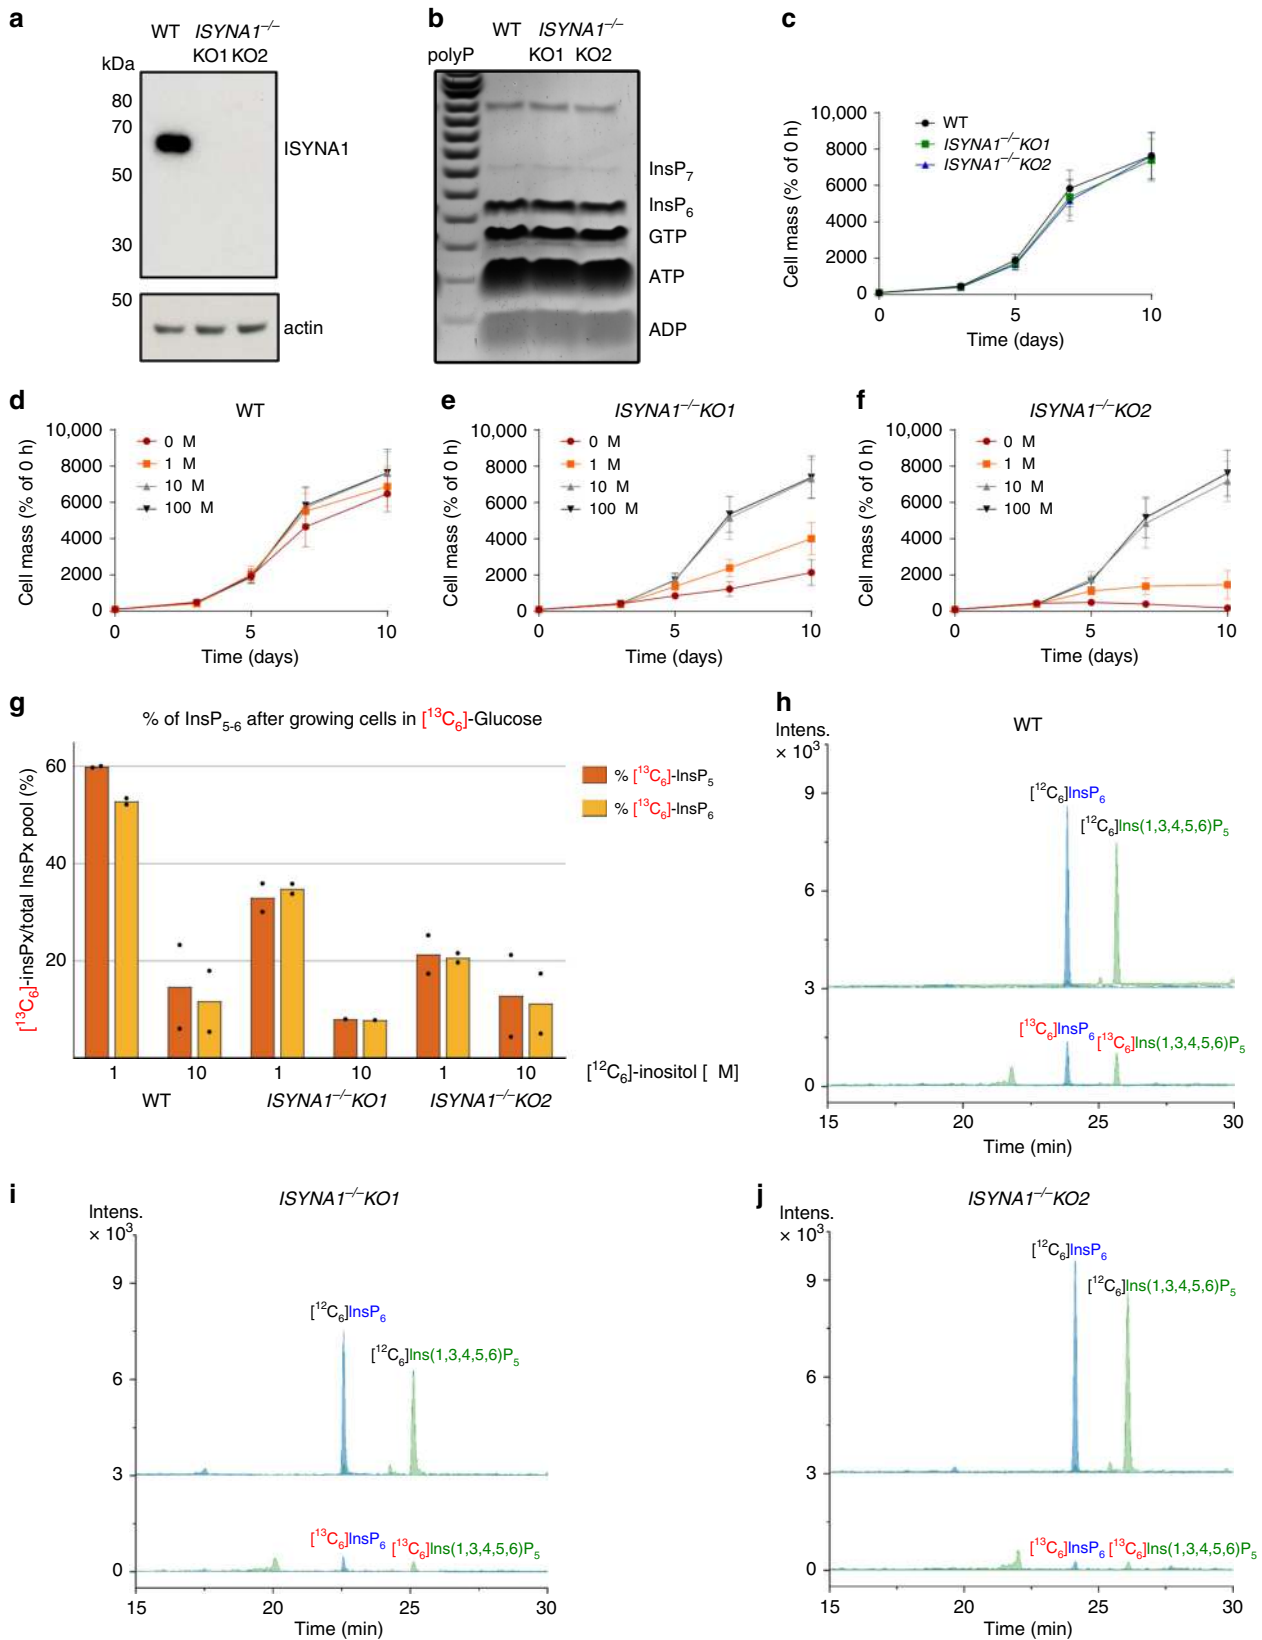 a
WT ISYNA1–/–
KO1 KO2
kDa
80
70
50
30
ISYNA1
50
actin
b
WT ISYNA1–/–
polyP KO1 KO2
InsP7
InsP6
GTP
ATP
ADP
c
Cell mass (% of 0 h)
10,000
8000
6000
4000
2000
0
WT
ISYNA1–/–KO1
ISYNA1–/–KO2
0 5 10
Time (days)
d
WT
Cell mass (% of 0 h)
10,000
8000
6000
4000
2000
0
0 M
1 M
10 M
100 M
0 5 10
Time (days)
e
ISYNA1–/–KO1
Cell mass (% of 0 h)
10,000
8000
6000
4000
2000
0
0 M
1 M
10 M
100 M
0 5 10
Time (days)
f
ISYNA1–/–KO2
Cell mass (% of 0 h)
10,000
8000
6000
4000
2000
0
0 M
1 M
10 M
100 M
0 5 10
Time (days)
g
% of InsP5-6 after growing cells in [13C6]-Glucose
[13C6]-insPx/total InsPx pool (%)
60
40
20
% [13C6]-InsP5
% [13C6]-InsP6
1 10 1 10 1 10 [12C6]-inositol [ M]
WT ISYNA1–/–KO1 ISYNA1–/–KO2
h
WT
Intens.
× 103
9
6
3
0
[12C6]InsP6
[12C6]Ins(1,3,4,5,6)P5
[13C6]InsP6 [13C6]Ins(1,3,4,5,6)P5
15 20 25 30
Time (min)
i
ISYNA1–/–KO1
Intens.
× 103
9
6
3
0
[12C6]InsP6
[12C6]Ins(1,3,4,5,6)P5
[13C6]InsP6 [13C6]Ins(1,3,4,5,6)P5
15 20 25 30
Time (min)
j
ISYNA1–/–KO2
Intens.
× 103
9
6
3
0
[12C6]InsP6
[12C6]Ins(1,3,4,5,6)P5
[13C6]InsP6 [13C6]Ins(1,3,4,5,6)P5
15 20 25 30
Time (min)